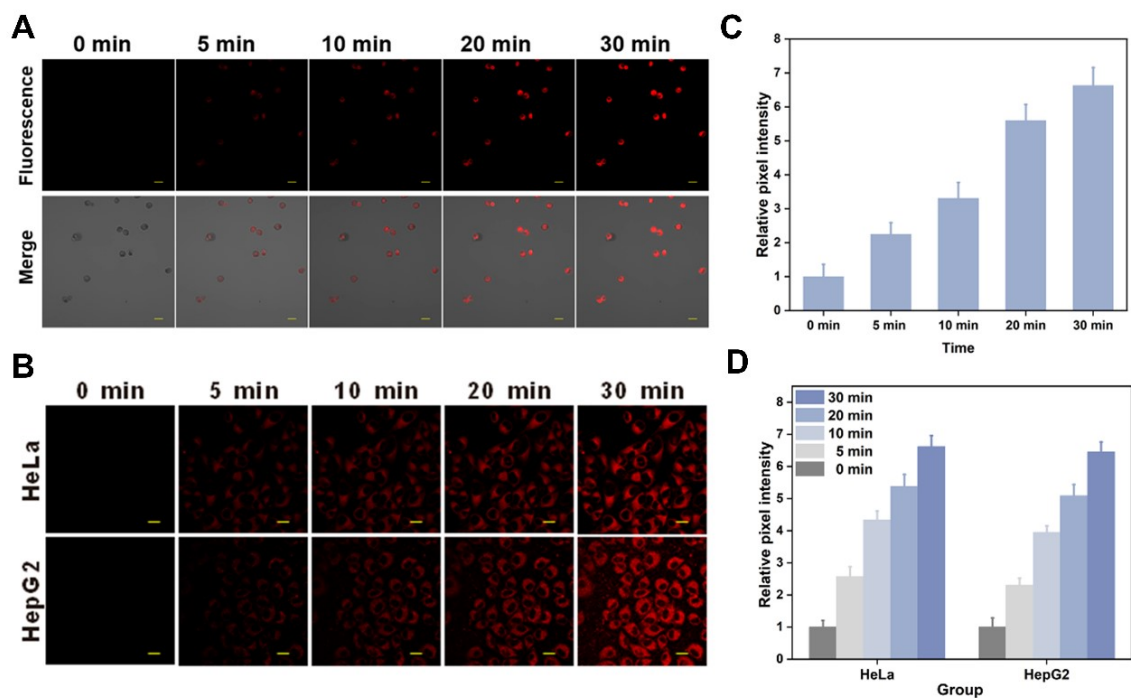 A
0 min 5 min 10 min 20 min 30 min
Fluorescence
Merge
B
0 min 5 min 10 min 20 min 30 min
HeLa
HepG2
C
Relative pixel intensity
8
7
6
5
4
3
2
1
0
0 min 5 min 10 min 20 min 30 min
Time
D
Relative pixel intensity
8
7
6
5
4
3
2
1
0
30 min
20 min
10 min
5 min
0 min
HeLa HepG2
Group